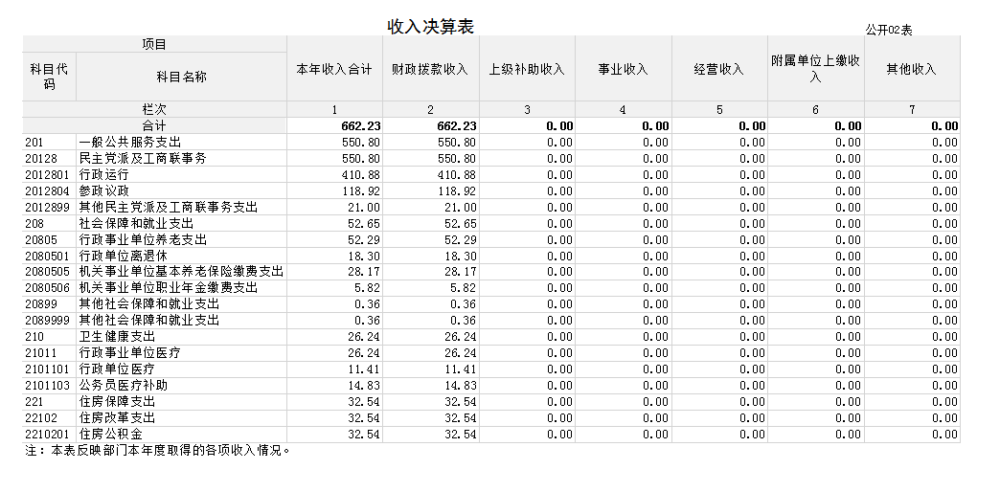 收入决算表
公开02表
项目
科目代码 科目名称 本年收入合计 财政拨款收入 上级补助收入 事业收入 经营收入 附属单位上缴收入 其他收入
栏次 1 2 3 4 5 6 7
合计 662.23 662.23 0.00 0.00 0.00 0.00 0.00
201 一般公共服务支出 550.80 550.80 0.00 0.00 0.00 0.00 0.00
20128 民主党派及工商联事务 550.80 550.80 0.00 0.00 0.00 0.00 0.00
2012801 行政运行 410.88 410.88 0.00 0.00 0.00 0.00 0.00
2012804 参政议政 118.92 118.92 0.00 0.00 0.00 0.00 0.00
2012899 其他民主党派及工商联事务支出 21.00 21.00 0.00 0.00 0.00 0.00 0.00
208 社会保障和就业支出 52.65 52.65 0.00 0.00 0.00 0.00 0.00
20805 行政事业单位养老支出 52.29 52.29 0.00 0.00 0.00 0.00 0.00
2080501 行政单位离退休 18.30 18.30 0.00 0.00 0.00 0.00 0.00
2080505 机关事业单位基本养老保险缴费支出 28.17 28.17 0.00 0.00 0.00 0.00 0.00
2080506 机关事业单位职业年金缴费支出 5.82 5.82 0.00 0.00 0.00 0.00 0.00
20899 其他社会保障和就业支出 0.36 0.36 0.00 0.00 0.00 0.00 0.00
2089999 其他社会保障和就业支出 0.36 0.36 0.00 0.00 0.00 0.00 0.00
210 卫生健康支出 26.24 26.24 0.00 0.00 0.00 0.00 0.00
21011 行政事业单位医疗 26.24 26.24 0.00 0.00 0.00 0.00 0.00
2101101 行政单位医疗 11.41 11.41 0.00 0.00 0.00 0.00 0.00
2101103 公务员医疗补助 14.83 14.83 0.00 0.00 0.00 0.00 0.00
221 住房保障支出 32.54 32.54 0.00 0.00 0.00 0.00 0.00
22102 住房改革支出 32.54 32.54 0.00 0.00 0.00 0.00 0.00
2210201 住房公积金 32.54 32.54 0.00 0.00 0.00 0.00 0.00
注：本表反映部门本年度取得的各项收入情况。